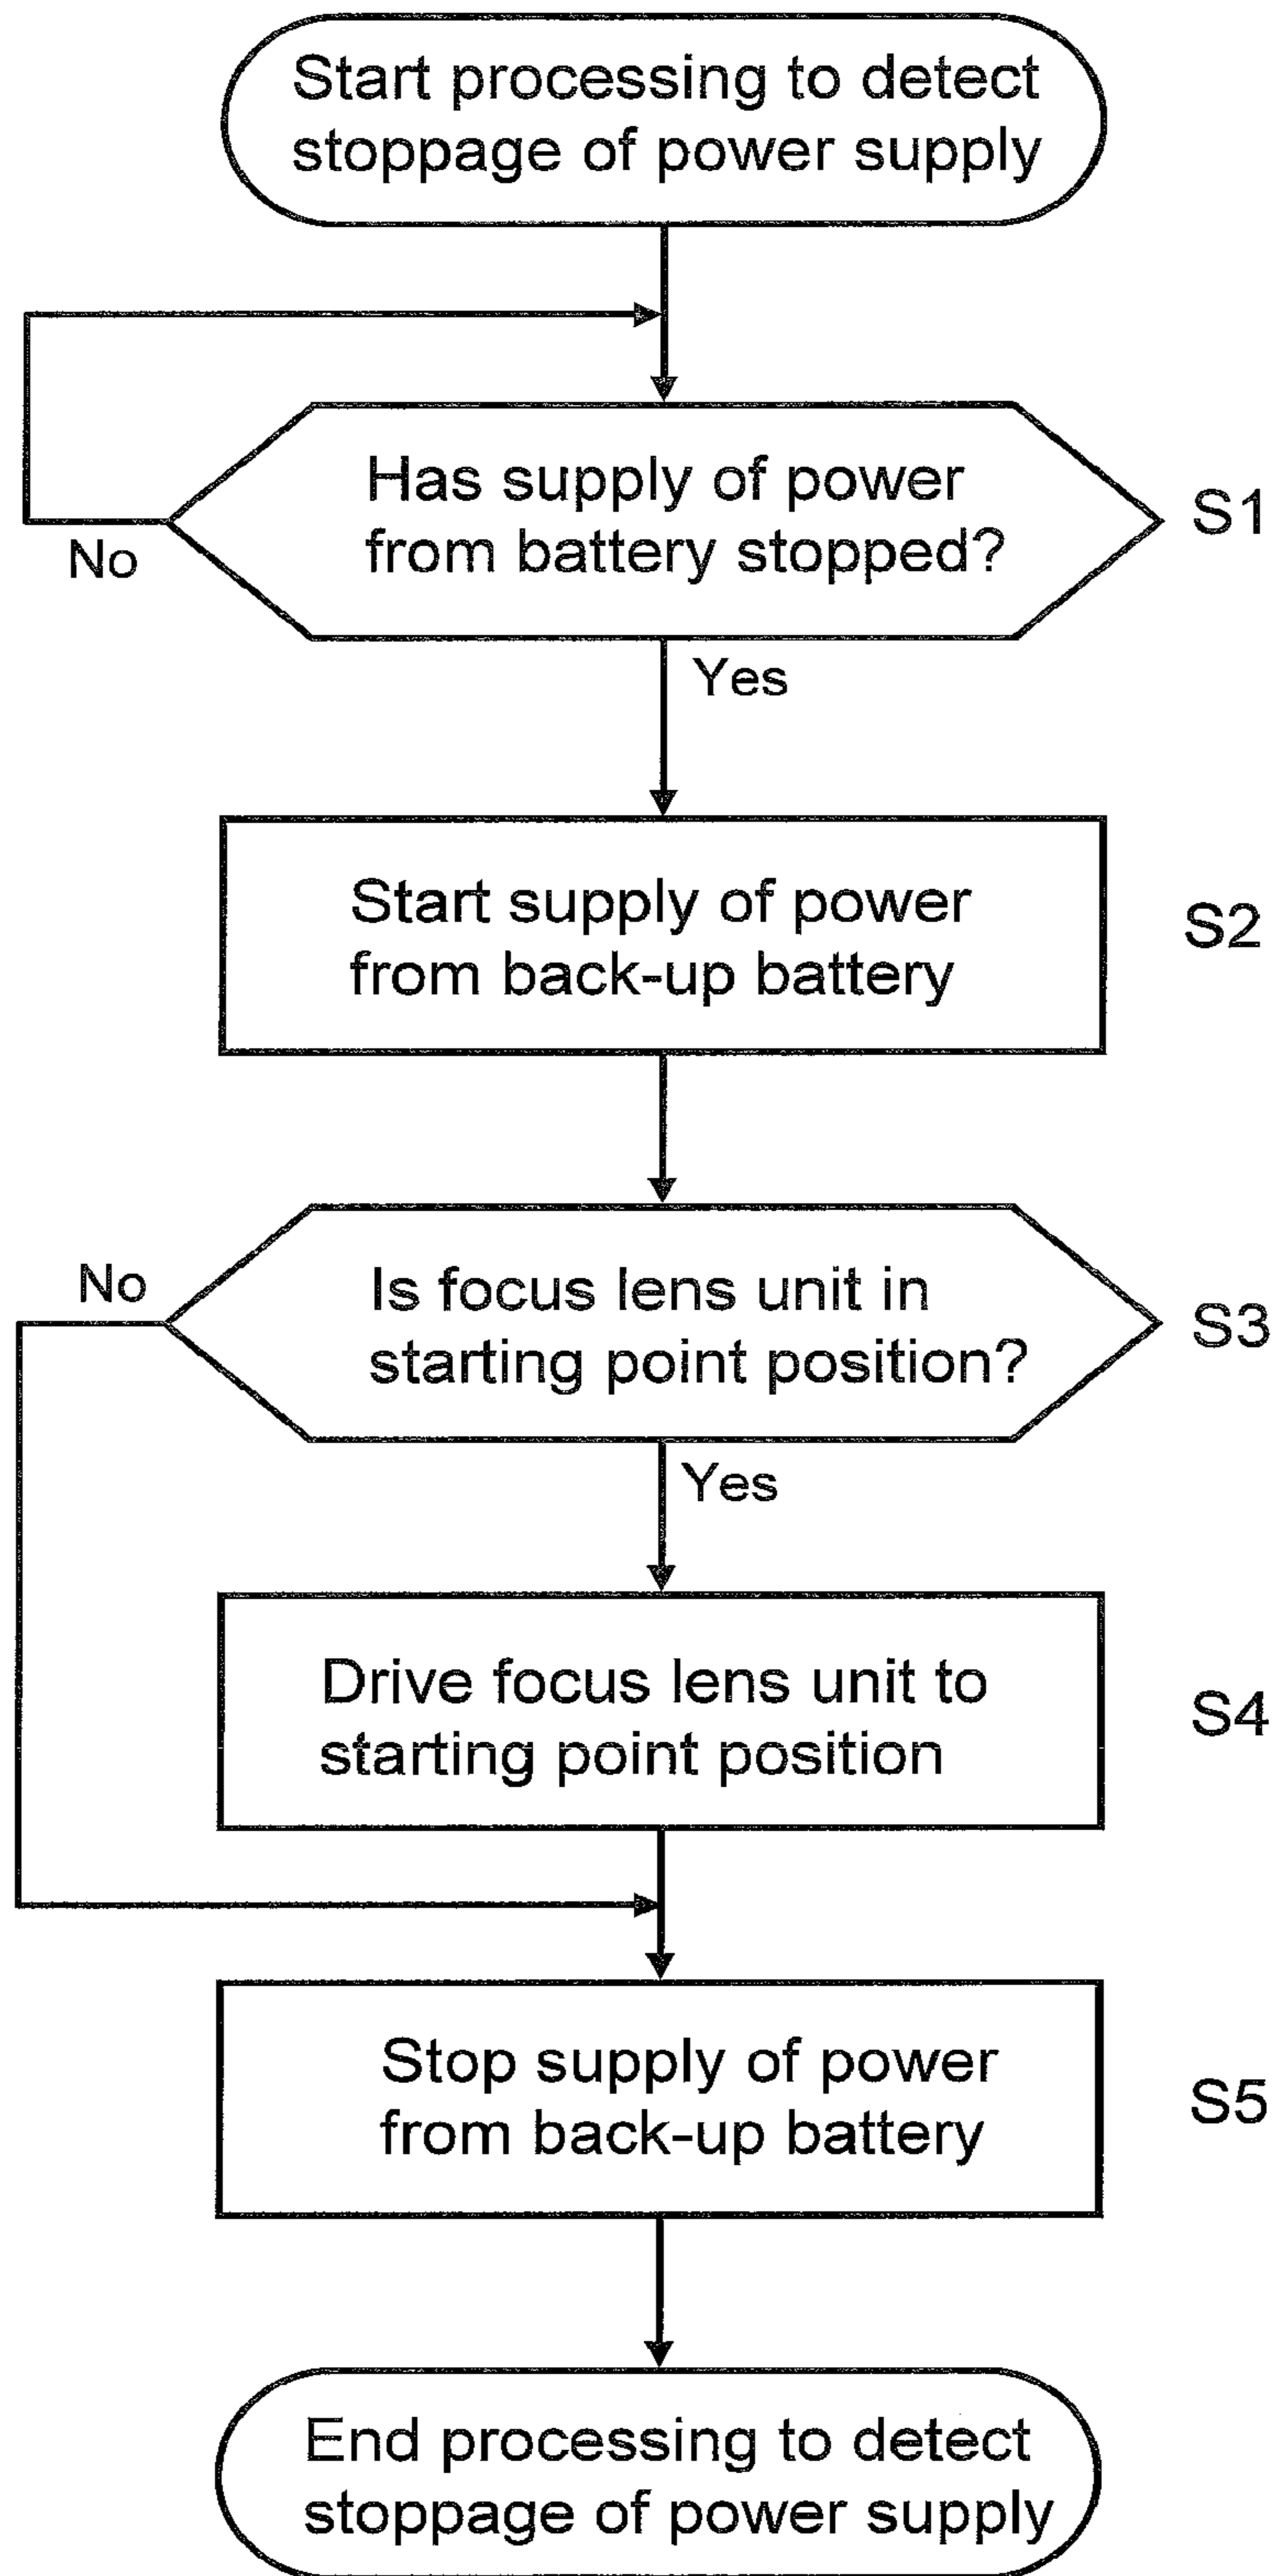 Start processing to detect
stoppage of power supply
Has supply of power
from battery stopped?
S1
No
Yes
Start supply of power
from back-up battery
S2
No
Is focus lens unit in
starting point position?
S3
Yes
Drive focus lens unit to
starting point position
S4
Stop supply of power
from back-up battery
S5
End processing to detect
stoppage of power supply